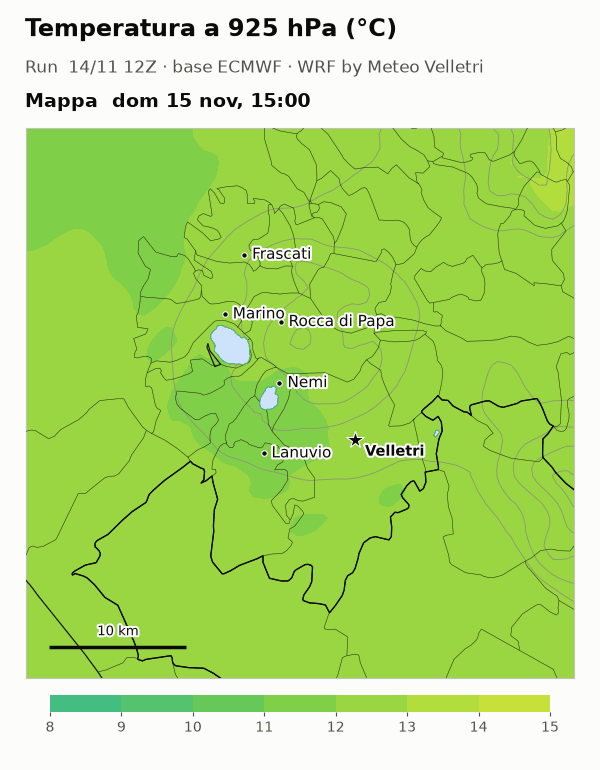 Temperatura a 925 hPa (°C)
Run  14/11 12Z · base ECMWF · WRF by Meteo Velletri
Mappa  dom 15 nov, 15:00
Frascati
Marino
Rocca di Papa
Nemi
Velletri
Lanuvio
10 km
8 9 10 11 12 13 14 15